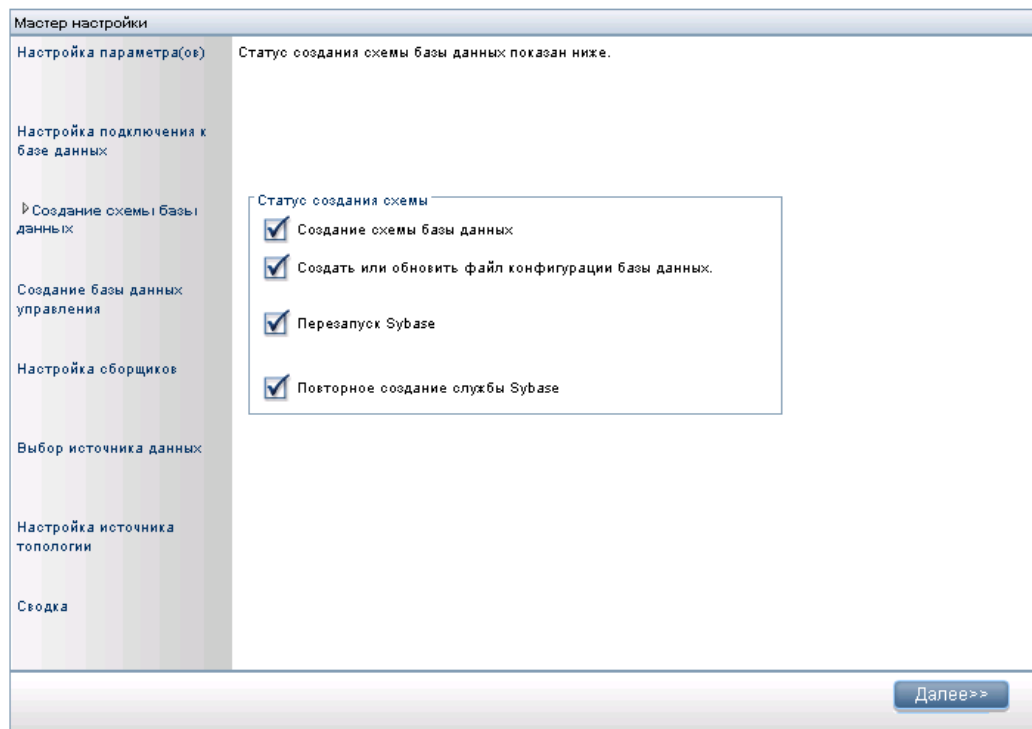 Мастер настройки
Настройка параметра(ов)
Статус создания схемы базы данных показан ниже.
Настройка подключения к
базе данных
Создание схемы базы
данных
Статус создания схемы
Создание схемы базы данных
Создать или обновить файл конфигурации базы данных.
Перезапуск Sybase
Повторное создание службы Sybase
Создание базы данных
управления
Настройка сборщиков
Выбор источника данных
Настройка источника
топологии
Сводка
Далее>>